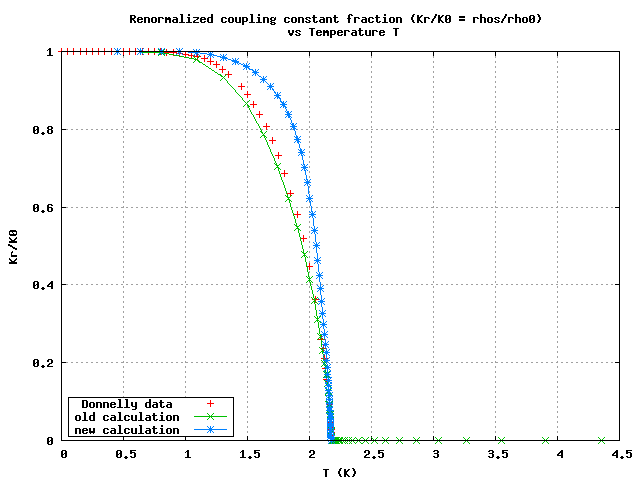 Renormalized coupling constant fraction (Kr/K0 = rhos/rho0)
vs Temperature T
1
0.8
0.6
0.4
0.2
0
Kr/K0
Donnelly data
old calculation
new calculation
0 0.5 1 1.5 2 2.5 3 3.5 4 4.5
T (K)